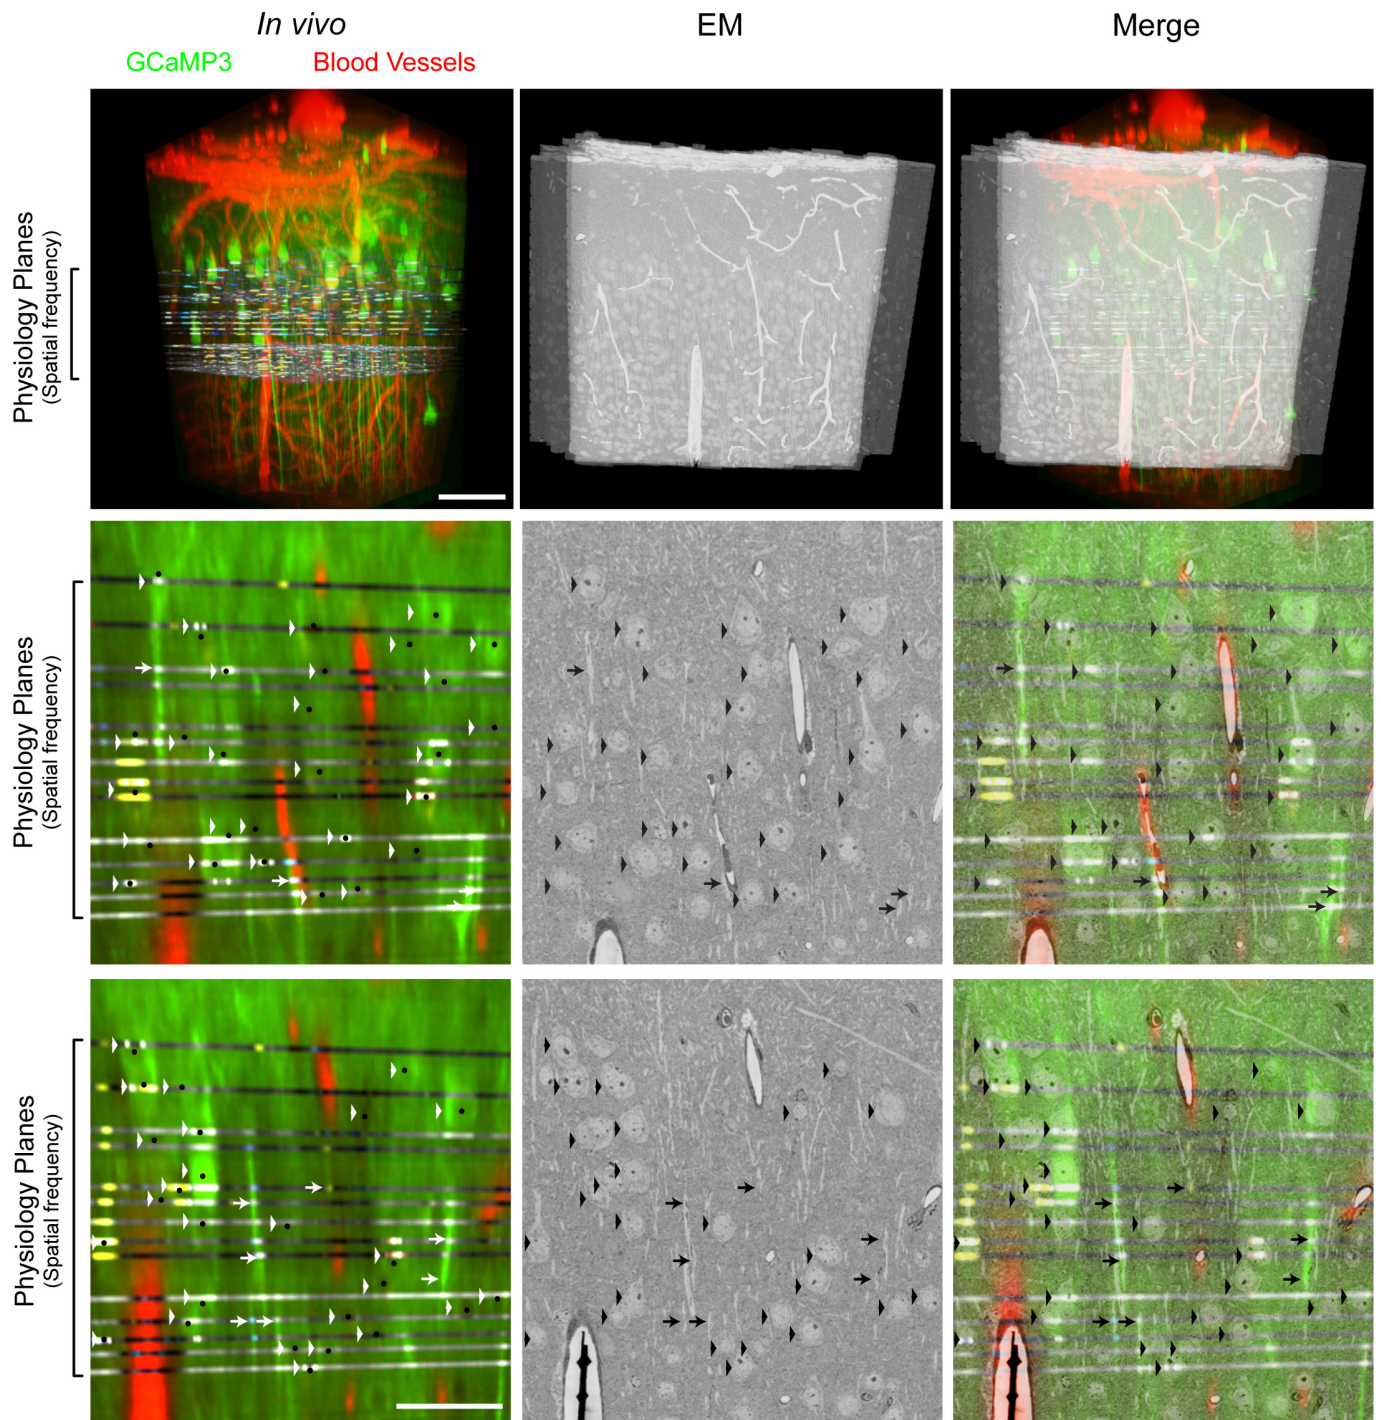 In vivo
EM
Merge
GCaMP3
Blood Vessels
Physiology Planes
(Spatial frequency)
Physiology Planes
(Spatial frequency)
Physiology Planes
(Spatial frequency)